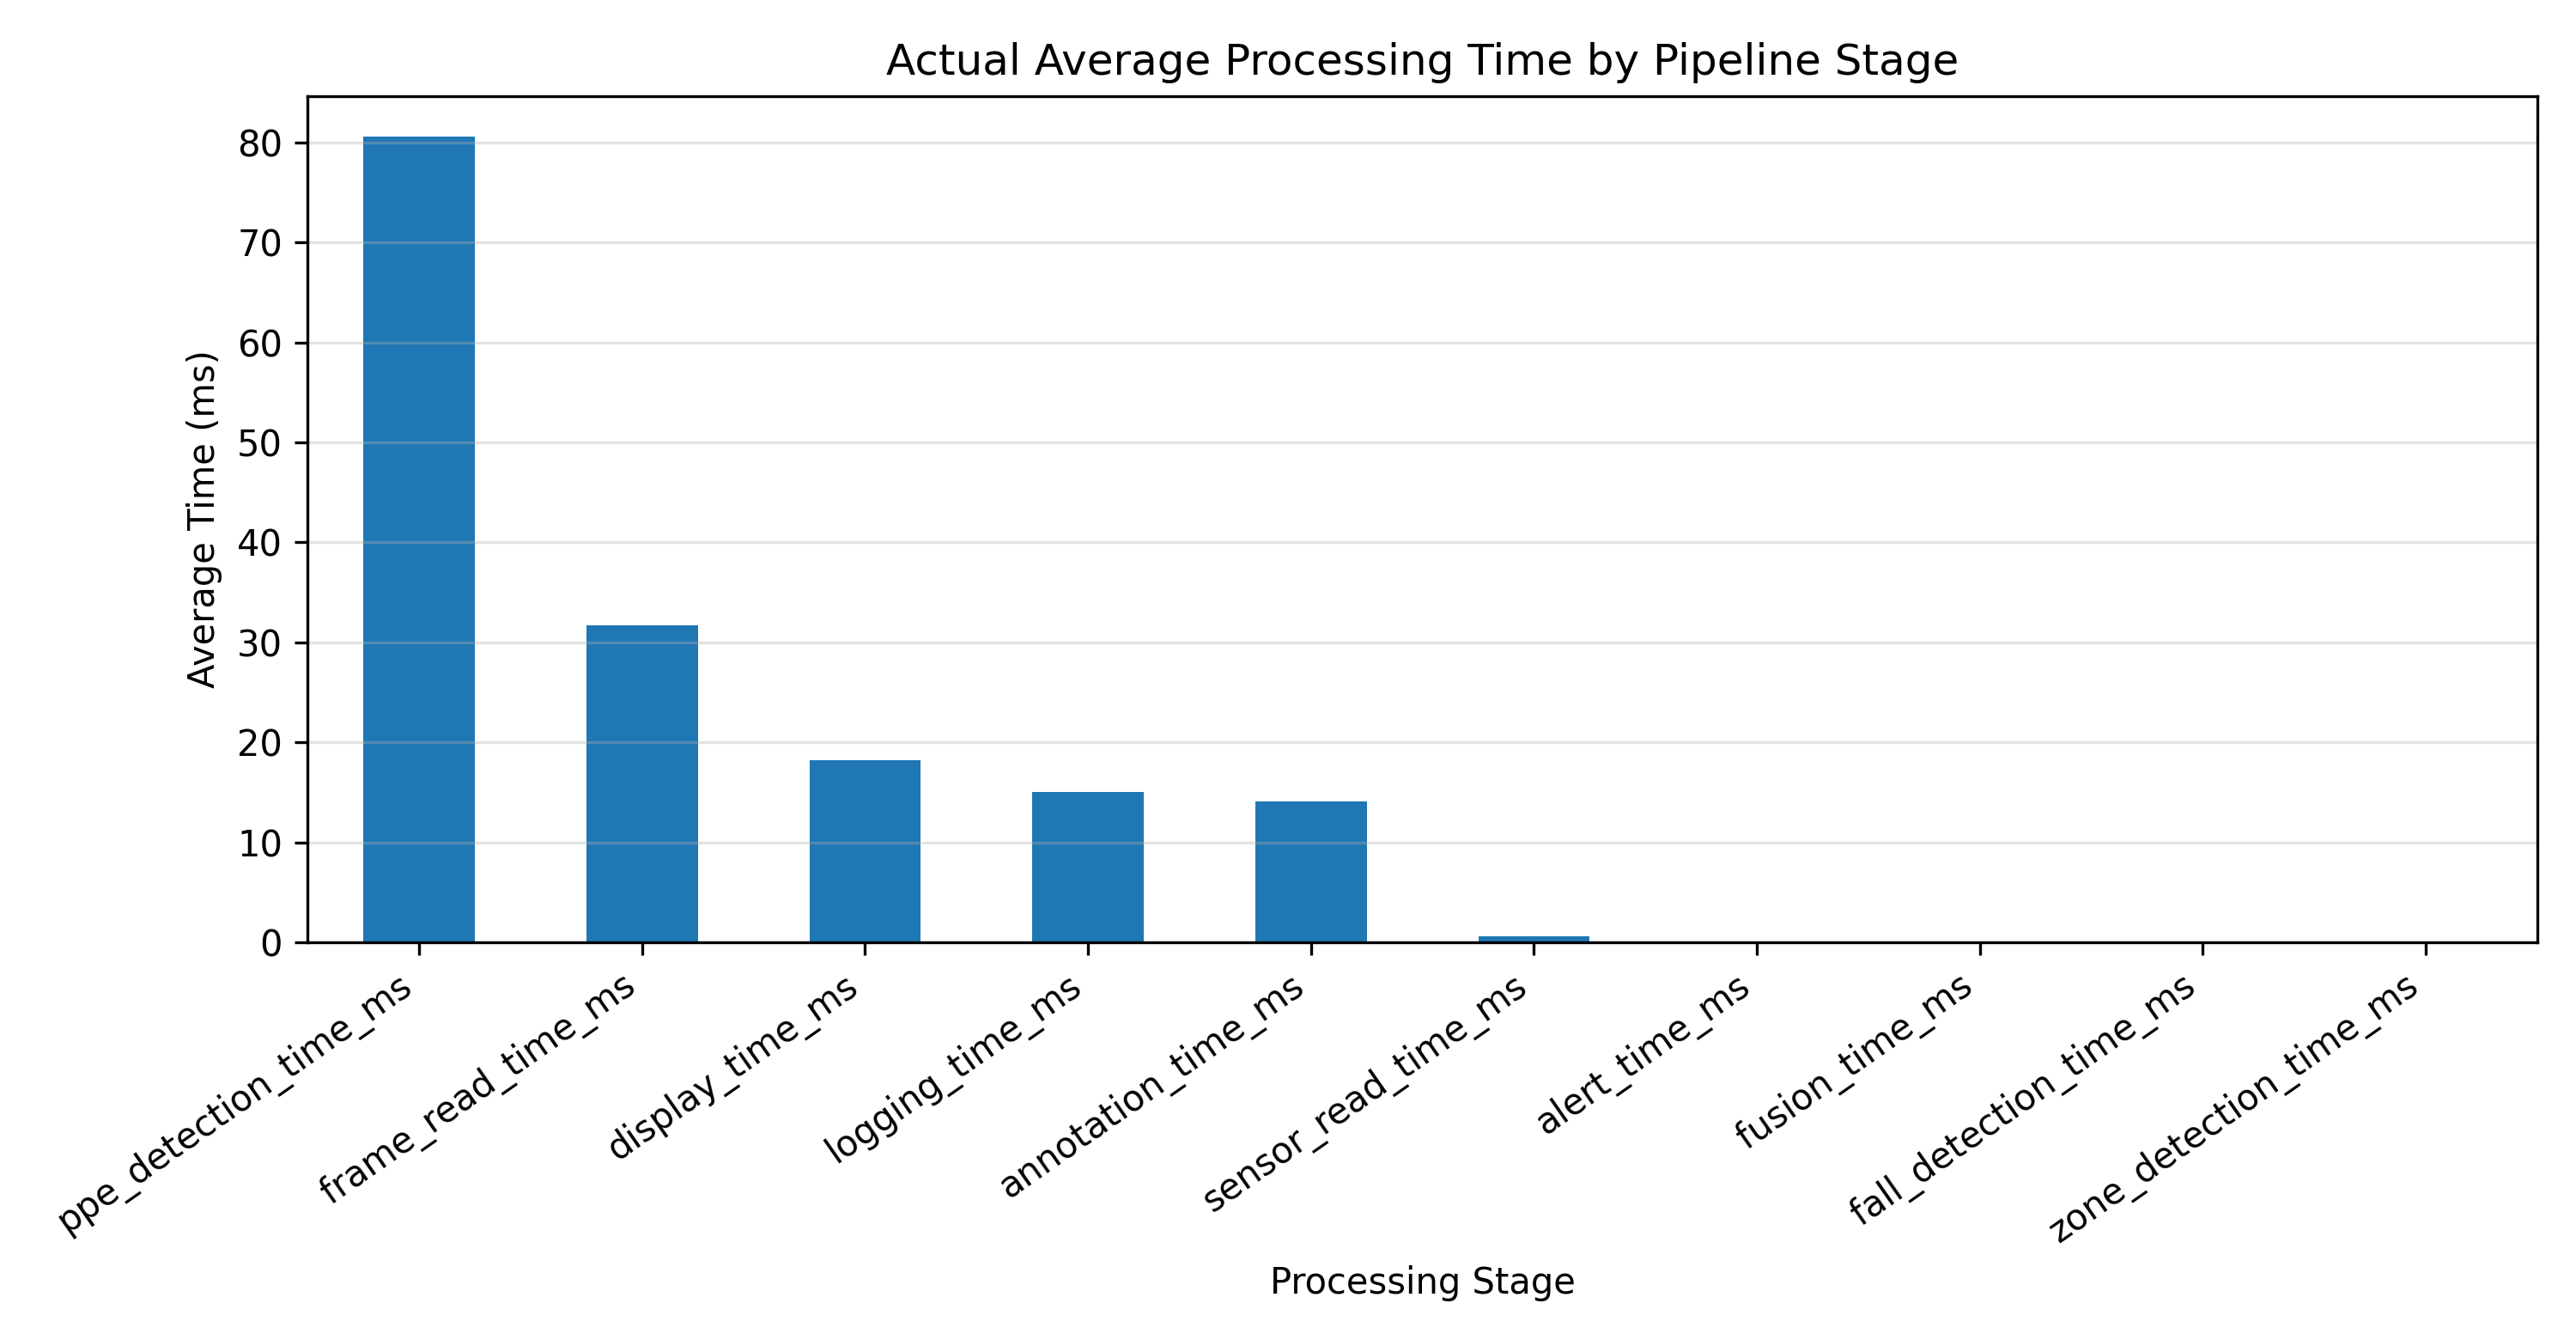 Actual Average Processing Time by Pipeline Stage
Average Time (ms)
80
70
60
50
40
30
20
10
0
ppe_detection_time_ms
frame_read_time_ms
display_time_ms
logging_time_ms
annotation_time_ms
sensor_read_time_ms
alert_time_ms
fusion_time_ms
fall_detection_time_ms
zone_detection_time_ms
Processing Stage